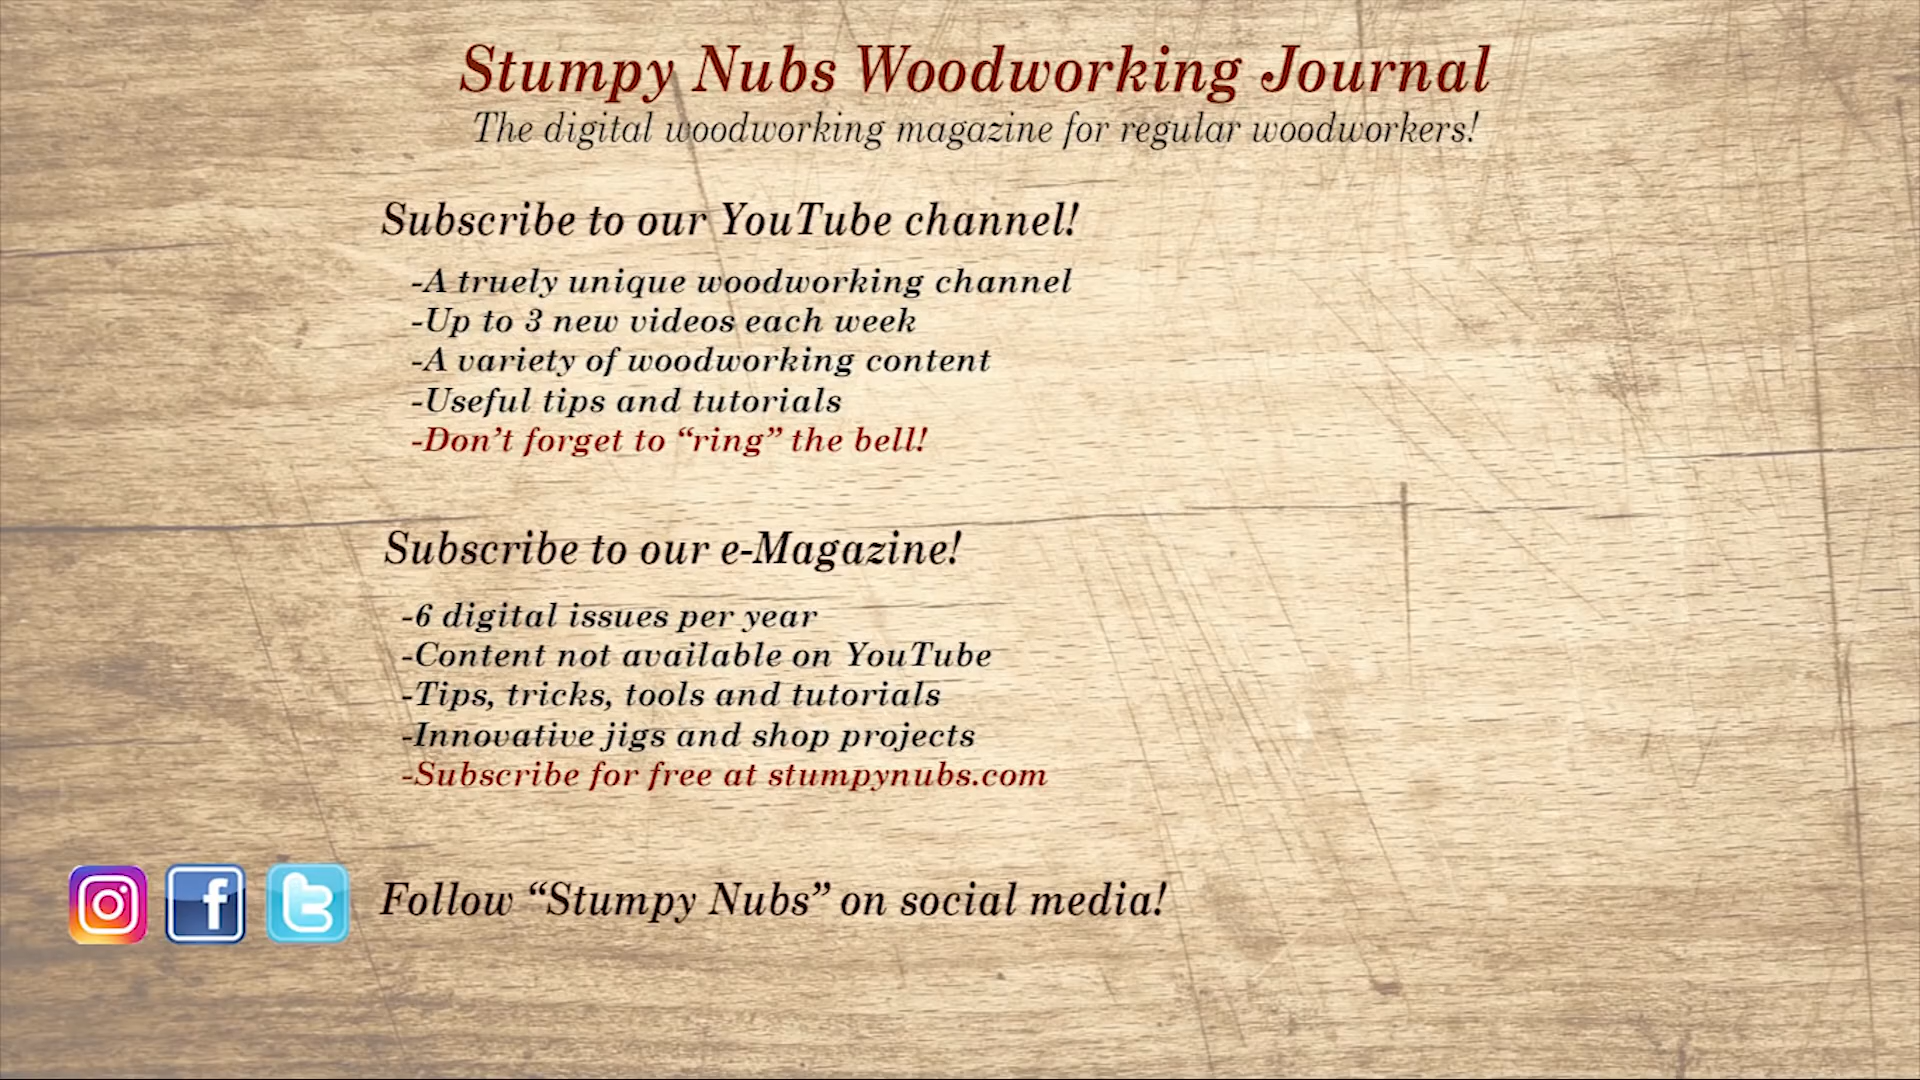 Stumpy Nubs Woodworking Journal
The digital woodworking magazine for regular woodworkers!
Subscribe to our YouTube channel!
-A truely unique woodworking channel
-Up to 3 new videos each week
-A variety of woodworking content
-Useful tips and tutorials
-Don’t forget to “ring” the bell!
Subscribe to our e-Magazine!
-6 digital issues per year
-Content not available on YouTube
-Tips, tricks, tools and tutorials
-Innovative jigs and shop projects
-Subscribe for free at stumpynubs.com
Follow “Stumpy Nubs” on social media!